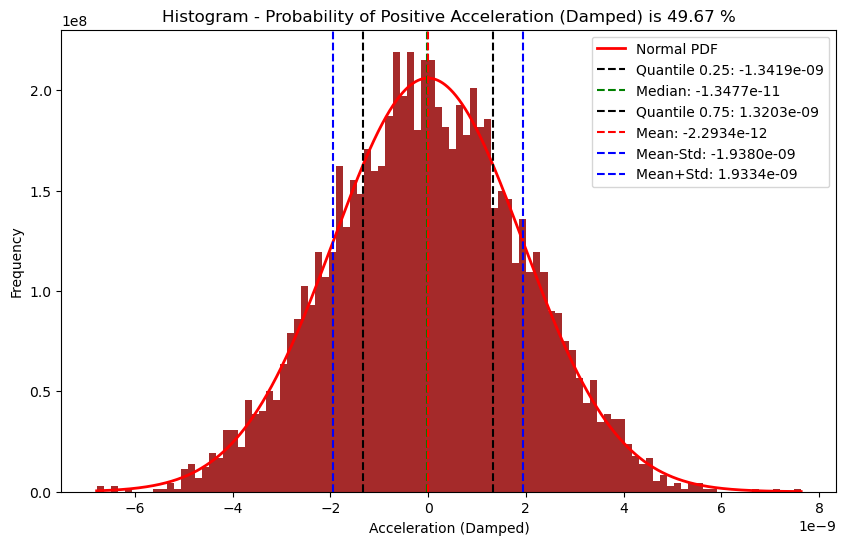 Histogram - Probability of Positive Acceleration (Damped) is 49.67 %
1e8
Normal PDF
Quantile 0.25: -1.3419e-09
Median: -1.3477e-11
Quantile 0.75: 1.3203e-09
Mean: -2.2934e-12
Mean-Std: -1.9380e-09
Mean+Std: 1.9334e-09
2.0
1.5
1.0
0.5
0.0
Frequency
−6 −4 −2 0 2 4 6 8
1e−9
Acceleration (Damped)